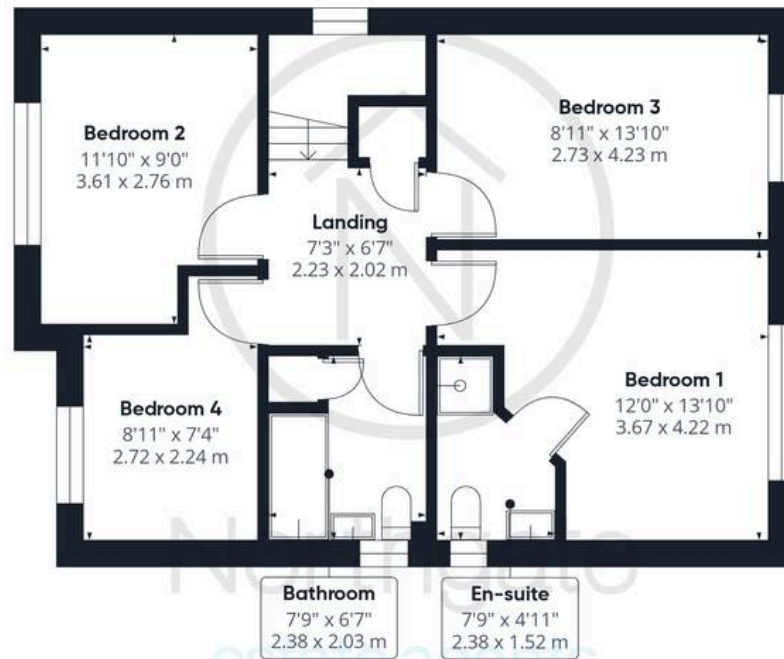 Bedroom 2
11'10" x 9'0"
3.61 x 2.76 m
Bedroom 3
8'11" x 13'10"
2.73 x 4.23 m
Landing
7'3" x 6'7"
2.23 x 2.02 m
Bedroom 4
8'11" x 7'4"
2.72 x 2.24 m
Bedroom 1
12'0" x 13'10"
3.67 x 4.22 m
Northgate
Bathroom
7'9" x 6'7"
2.38 x 2.03 m
En-suite
7'9" x 4'11"
2.38 x 1.52 m
estate agents